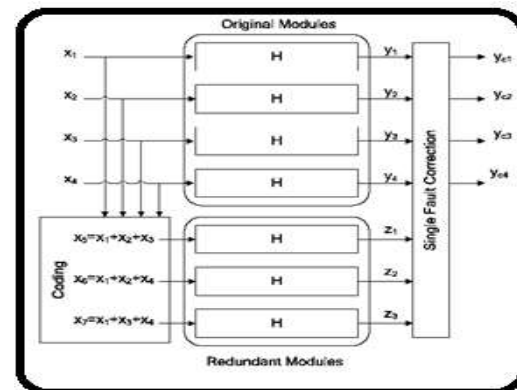 Original Modules
x₁ H y₁ yc1
x₂ H y₂ yc2
x₃ H y₃ yc3
x₄ H y₄ yc4
Single Fault Correction
Coding
x₅=x₁+x₂+x₃ H z₁
x₆=x₁+x₂+x₄ H z₂
x₇=x₁+x₃+x₄ H z₃
Redundant Modules